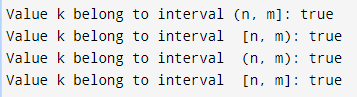 Value k belong to interval (n, m]: true
Value k belong to interval  [n, m): true
Value k belong to interval  (n, m): true
Value k belong to interval  [n, m]: true